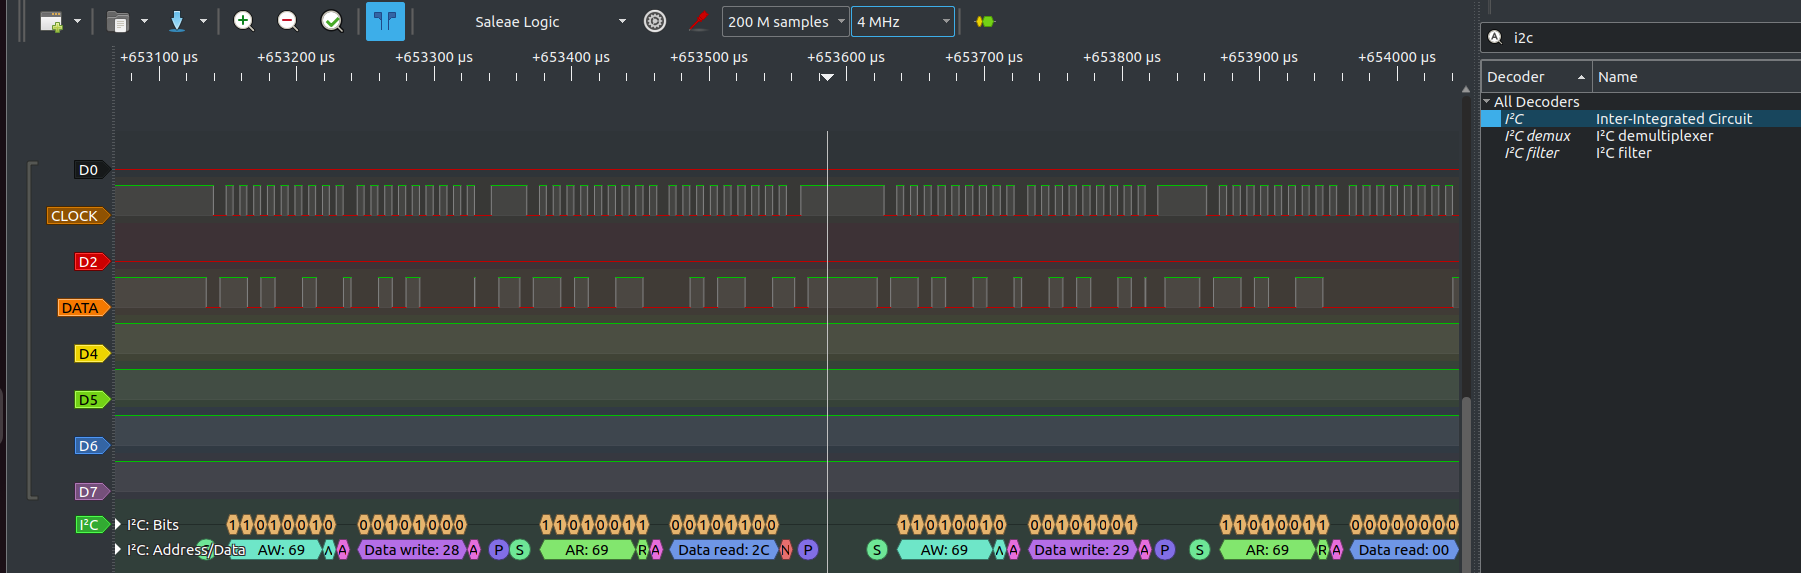 Saleae Logic 200 M samples 4 MHz
i2c
+653100 µs +653200 µs +653300 µs +653400 µs +653500 µs +653600 µs +653700 µs +653800 µs +653900 µs +654000 µs
Decoder Name
All Decoders
I²C Inter-Integrated Circuit
I²C demux I²C demultiplexer
I²C filter I²C filter
D0
CLOCK
D2
DATA
D4
D5
D6
D7
I²C I²C: Bits 1 1 0 1 0 0 1 0 0 0 1 0 1 0 0 0 1 1 0 1 0 0 1 1 0 0 1 0 1 1 0 0 1 1 0 1 0 0 1 0 0 0 1 0 1 0 0 1 1 1 0 1 0 0 1 1 0 0 0 0 0 0 0 0
I²C: Address/Data AW: 69 A Data write: 28 A P S AR: 69 R A Data read: 2C N P S AW: 69 A Data write: 29 A P S AR: 69 R A Data read: 00